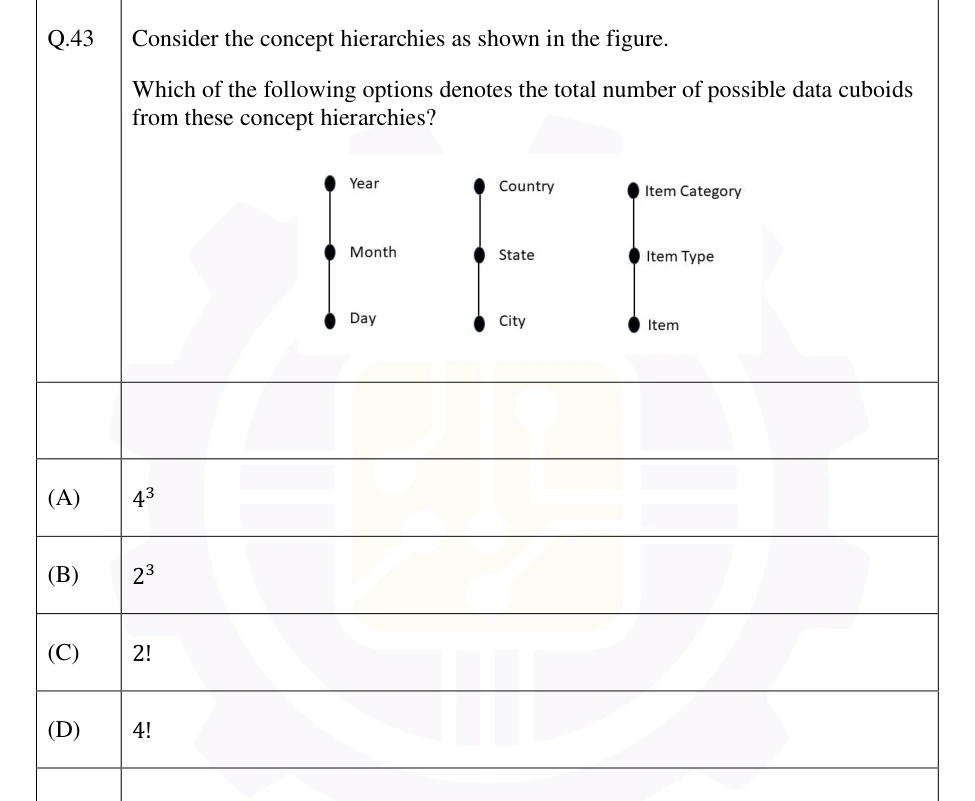 Q.43 Consider the concept hierarchies as shown in the figure.
Which of the following options denotes the total number of possible data cuboids
from these concept hierarchies?
Year Country Item Category
Month State Item Type
Day City Item
(A) 4³
(B) 2³
(C) 2!
(D) 4!